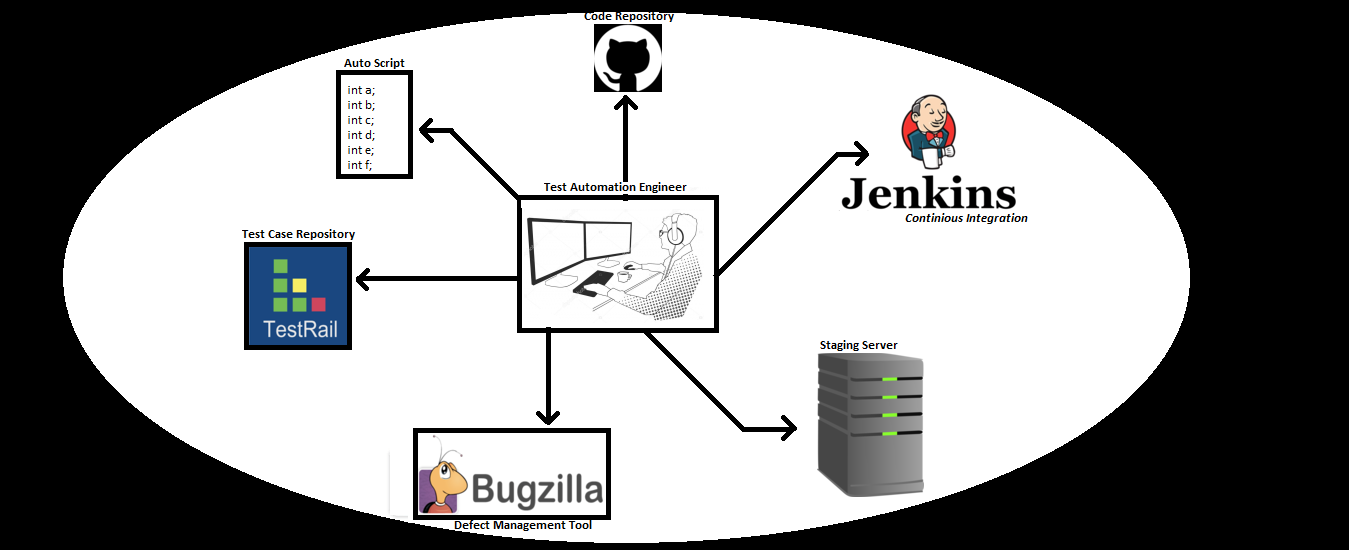 Code Repository
Auto Script
int a;
int b;
int c;
int d;
int e;
int f;
Jenkins
Continious Integration
Test Automation Engineer
Test Case Repository
TestRail
Staging Server
Bugzilla
Defect Management Tool